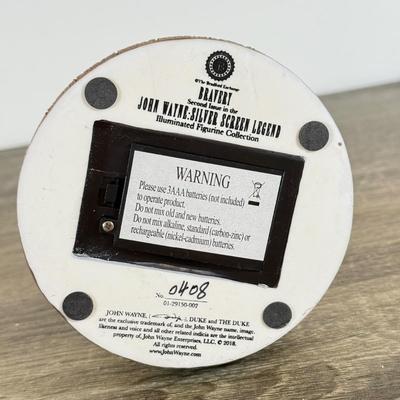 ©The Bradford Exchange
BRAVERY
Second Issue in the
JOHN WAYNE: SILVER SCREEN LEGEND
Illuminated Figurine Collection
WARNING
Please use 3AAA batteries (not included)
to operate product.
Do not mix old and new batteries.
Do not mix alkaline, standard (carbon-zinc) or
rechargeable (nickel-cadmium) batteries.
No. 0408
01-29150-002
JOHN WAYNE, DUKE and THE DUKE
are the exclusive trademark of, and the John Wayne name, image,
likeness and voice and all other related indicia are the intellectual
property of, John Wayne Enterprises, LLC. © 2018.
All rights reserved.
www.JohnWayne.com